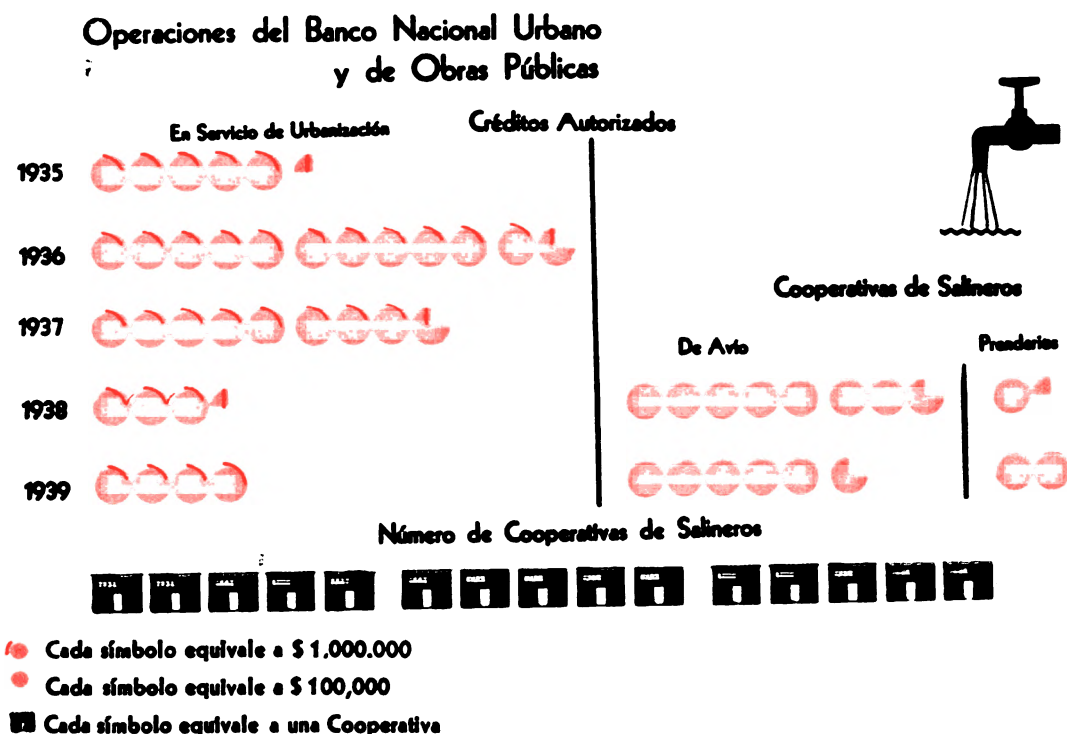 Operaciones del Banco Nacional Urbano
y de Obras Públicas
Créditos Autorizados
En Servicio de Urbanización
1935
1936
1937
1938
1939
Cooperativas de Salineros
De Avío
Prendarios
Número de Cooperativas de Salineros
Cada símbolo equivale a $ 1.000.000
Cada símbolo equivale a $ 100,000
Cada símbolo equivale a una Cooperativa